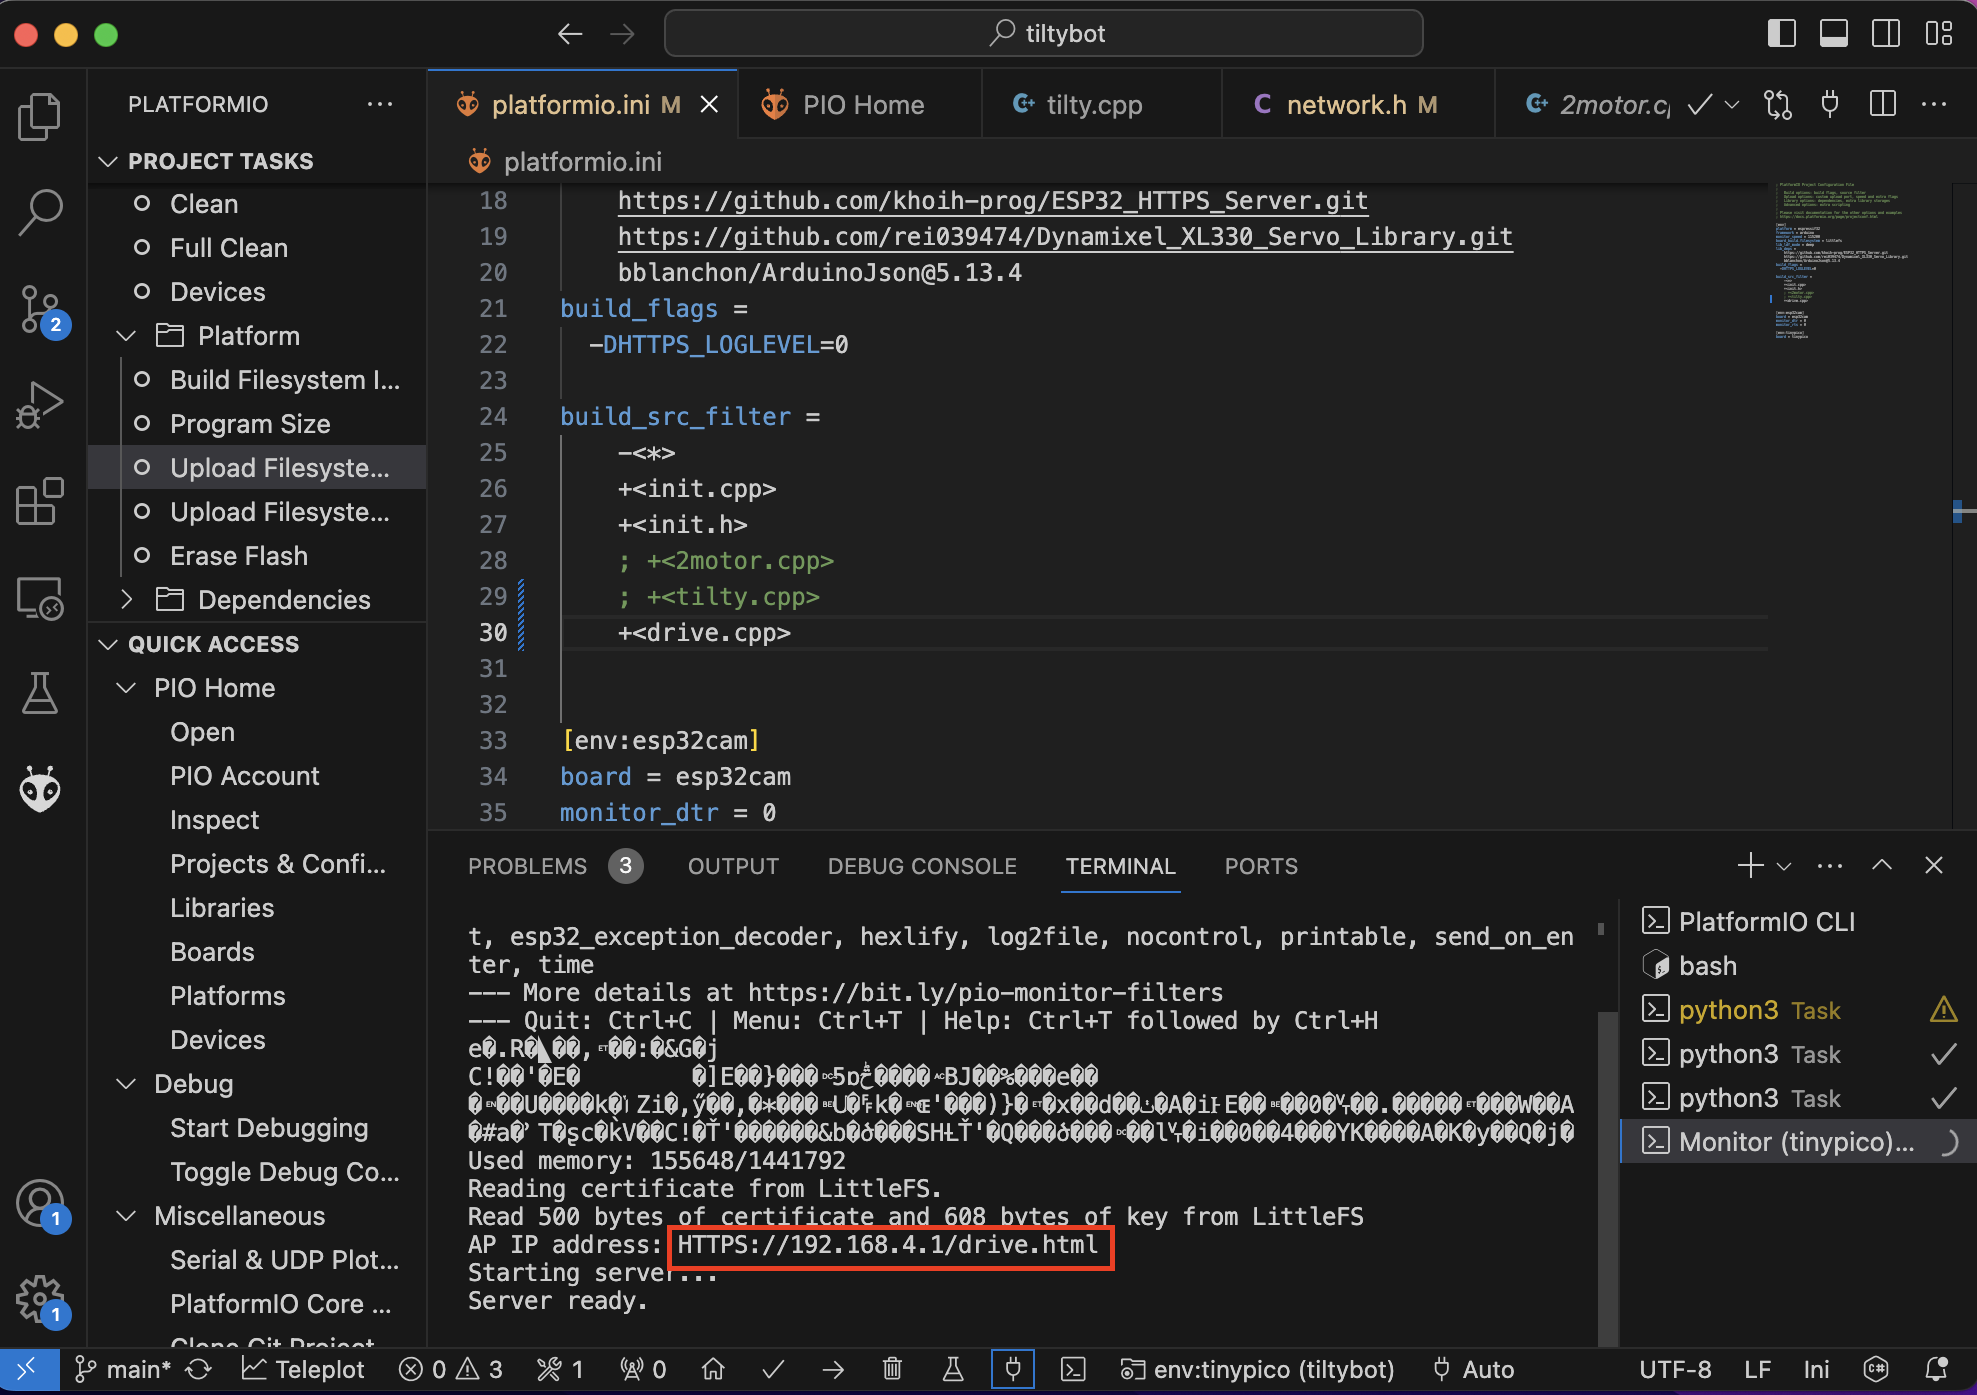 tiltybot
PLATFORMIO
PROJECT TASKS
Clean
Full Clean
Devices
Platform
Build Filesystem I...
Program Size
Upload Filesyste...
Upload Filesyste...
Erase Flash
Dependencies
QUICK ACCESS
PIO Home
Open
PIO Account
Inspect
Projects & Confi...
Libraries
Boards
Platforms
Devices
Debug
Start Debugging
Toggle Debug Co...
Miscellaneous
Serial & UDP Plot...
PlatformIO Core ...
Clone Git Project
2
1
1
platformio.ini M
PIO Home
tilty.cpp
C network.h M
2motor.c
platformio.ini
18 https://github.com/khoih-prog/ESP32_HTTPS_Server.git
19 https://github.com/rei039474/Dynamixel_XL330_Servo_Library.git
20 bblanchon/ArduinoJson@5.13.4
21 build_flags =
22 -DHTTPS_LOGLEVEL=0
23
24 build_src_filter =
25 -<*>
26 +<init.cpp>
27 +<init.h>
28 ; +<2motor.cpp>
29 ; +<tilty.cpp>
30 +<drive.cpp>
31
32
33 [env:esp32cam]
34 board = esp32cam
35 monitor_dtr = 0
PROBLEMS 3 OUTPUT DEBUG CONSOLE TERMINAL PORTS
t, esp32_exception_decoder, hexlify, log2file, nocontrol, printable, send_on_en
ter, time
--- More details at https://bit.ly/pio-monitor-filters
--- Quit: Ctrl+C | Menu: Ctrl+T | Help: Ctrl+T followed by Ctrl+H
Used memory: 155648/1441792
Reading certificate from LittleFS.
Read 500 bytes of certificate and 608 bytes of key from LittleFS
AP IP address: HTTPS://192.168.4.1/drive.html
Starting server...
Server ready.
PlatformIO CLI
bash
python3 Task
python3 Task
python3 Task
Monitor (tinypico)...
main* Teleplot 0 3 1 0 env:tinypico (tiltybot) Auto UTF-8 LF Ini